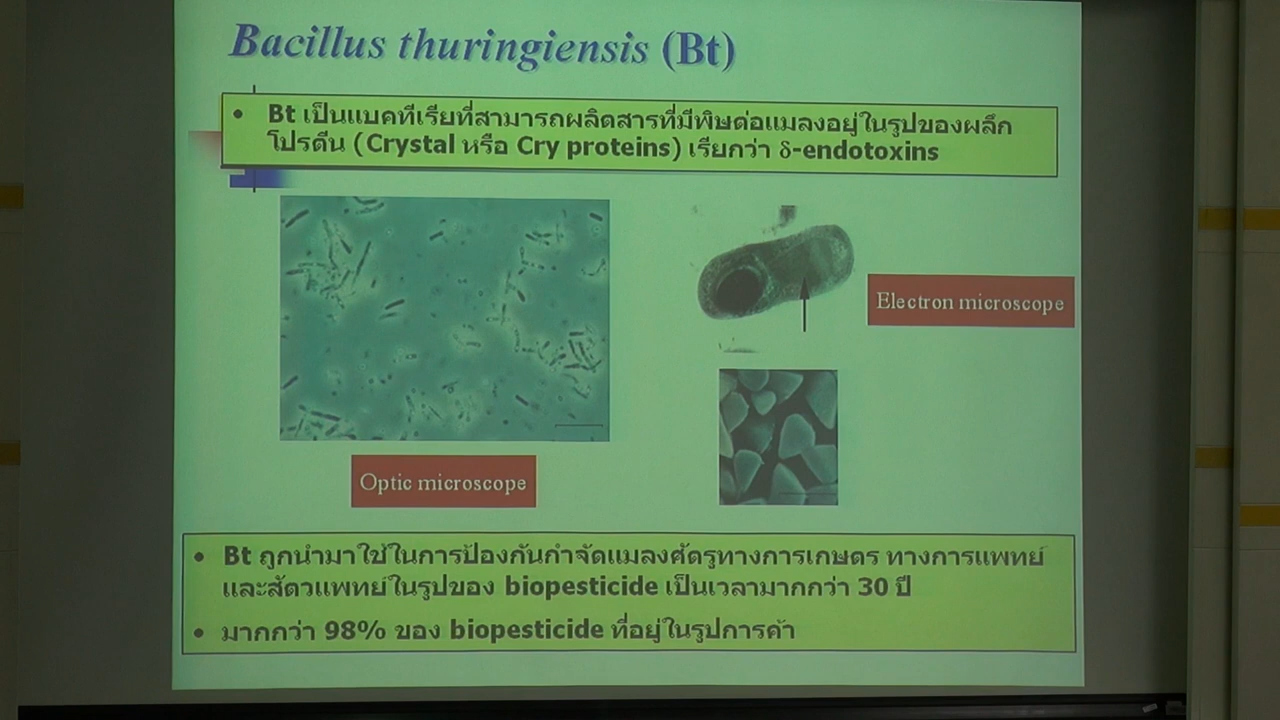 Bacillus thuringiensis (Bt)
• Bt เป็นแบคทีเรียที่สามารถผลิตสารที่มีพิษต่อแมลงอยู่ในรูปของผลึก
โปรตีน (Crystal หรือ Cry proteins) เรียกว่า δ-endotoxins
Electron microscope
Optic microscope
• Bt ถูกนำมาใช้ในการป้องกันกำจัดแมลงศัตรูทางการเกษตร ทางการแพทย์
และสัตวแพทย์ในรูปของ biopesticide เป็นเวลามากกว่า 30 ปี
• มากกว่า 98% ของ biopesticide ที่อยู่ในรูปการค้า